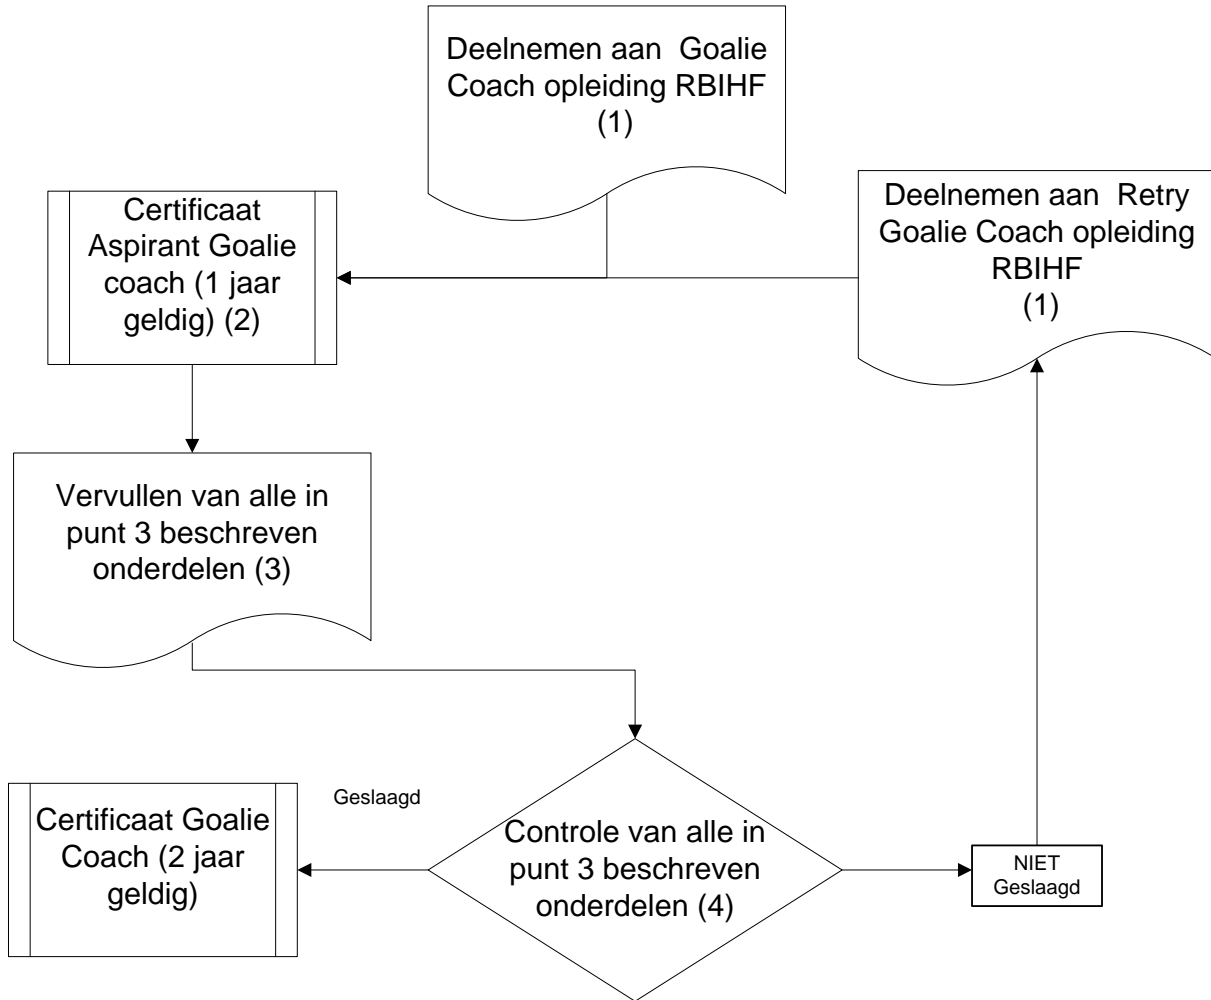 Deelnemen aan  Goalie
Coach opleiding RBIHF
(1)
Deelnemen aan  Retry
Goalie Coach opleiding
RBIHF
(1)
Certificaat
Aspirant Goalie
coach (1 jaar
geldig) (2)
Vervullen van alle in
punt 3 beschreven
onderdelen (3)
Geslaagd
Certificaat Goalie
Coach (2 jaar
geldig)
Controle van alle in
punt 3 beschreven
onderdelen (4)
NIET
Geslaagd